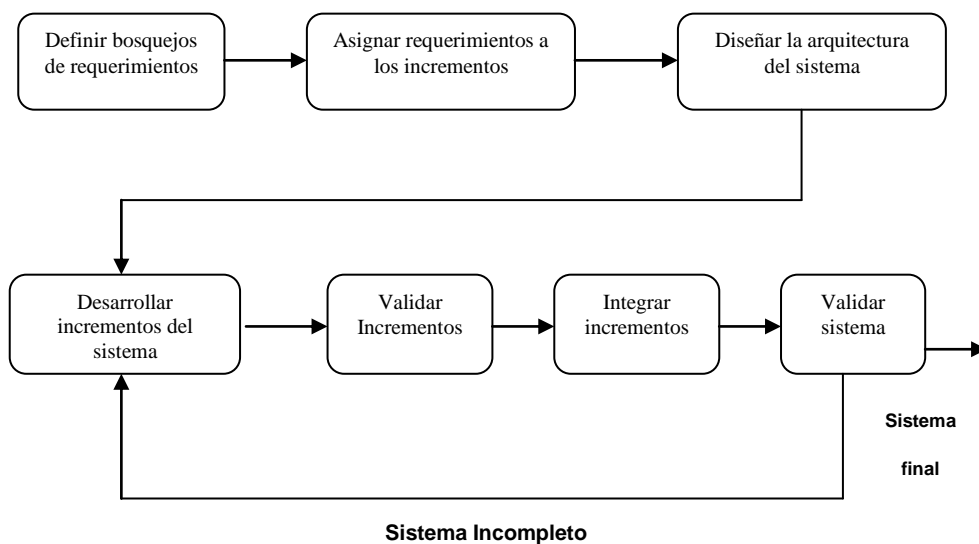 Definir bosquejos
de requerimientos
Asignar requerimientos a
los incrementos
Diseñar la arquitectura
del sistema
Desarrollar
incrementos del
sistema
Validar
Incrementos
Integrar
incrementos
Validar
sistema
Sistema
final
Sistema Incompleto